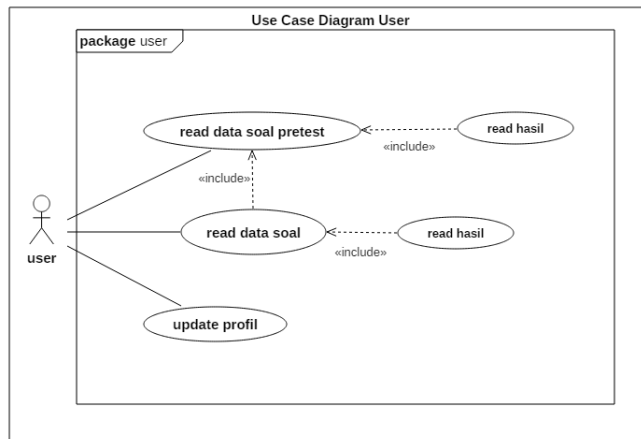 Use Case Diagram User
package user
read data soal pretest
read hasil
«include»
«include»
read data soal
read hasil
«include»
user
update profil